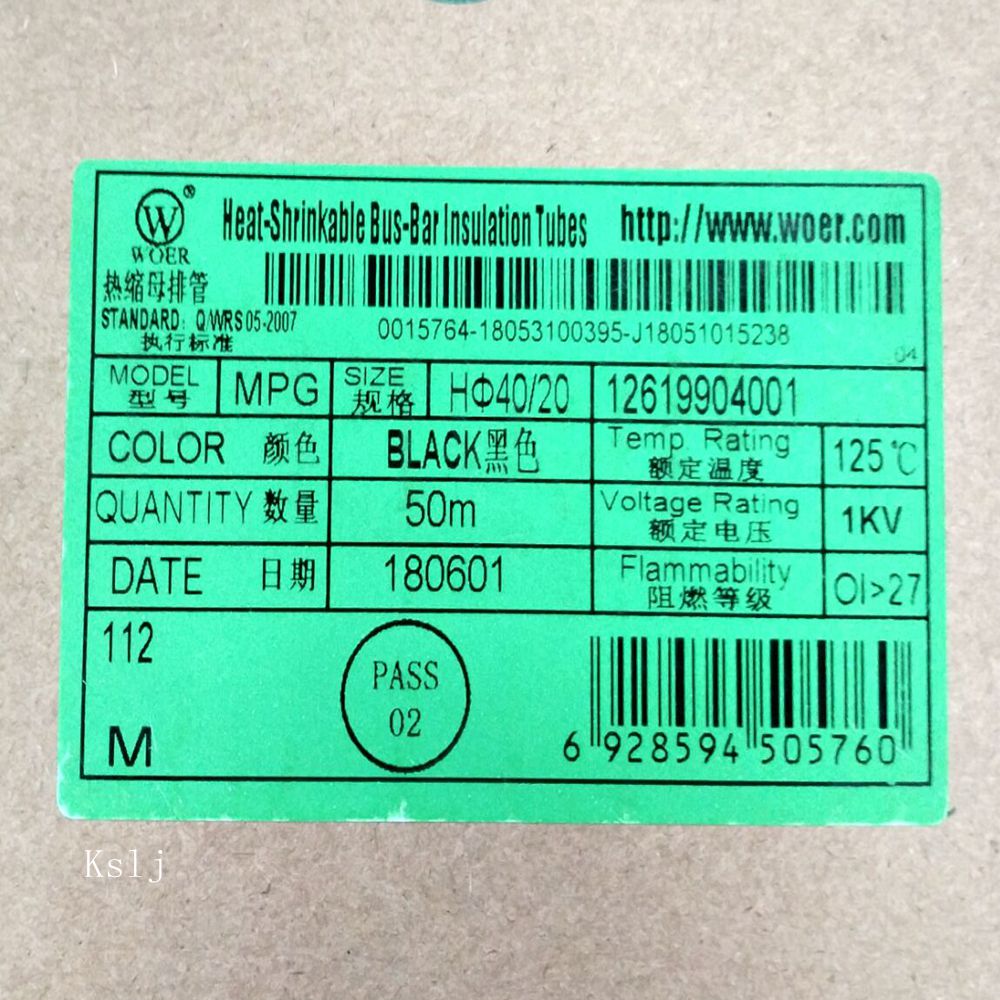 W®
WOER
Heat-Shrinkable Bus-Bar Insulation Tubes http://www.woer.com
热缩母排管
STANDARD: Q/WRS 05-2007
执行标准
0015764-18053100395-J18051015238
04
MODEL MPG SIZE HΦ40/20 12619904001
型号 规格
COLOR 颜色 BLACK黑色 Temp. Rating 125℃
额定温度
QUANTITY 数量 50m Voltage Rating 1KV
额定电压
DATE 日期 180601 Flammability OI>27
阻燃等级
112
PASS
02
M
6 928594 505760
Kslj